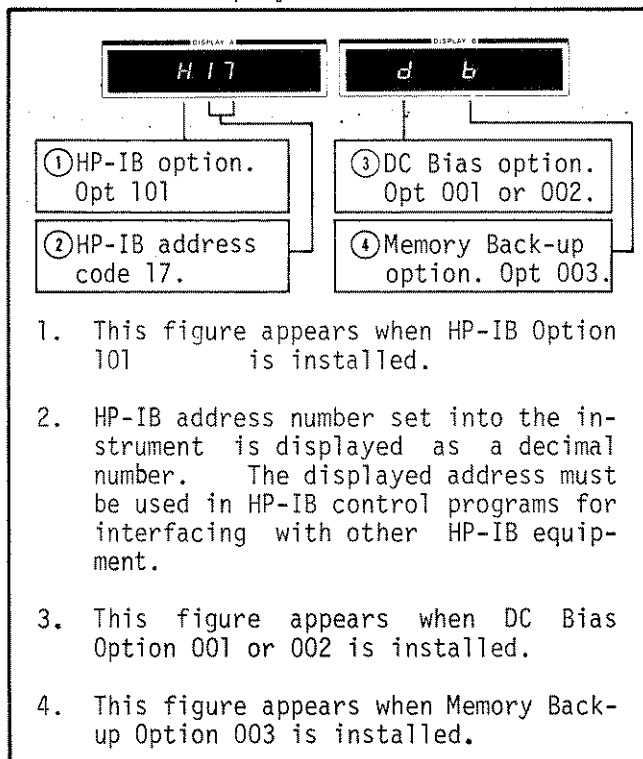 DISPLAY A
DISPLAY B
H 17
d b
①HP-IB option.
Opt 101
③DC Bias option.
Opt 001 or 002.
②HP-IB address
code 17.
④Memory Back-up
option. Opt 003.
1. This figure appears when HP-IB Option
101 is installed.
2. HP-IB address number set into the in-
strument is displayed as a decimal
number. The displayed address must
be used in HP-IB control programs for
interfacing with other HP-IB equip-
ment.
3. This figure appears when DC Bias
Option 001 or 002 is installed.
4. This figure appears when Memory Back-
up Option 003 is installed.